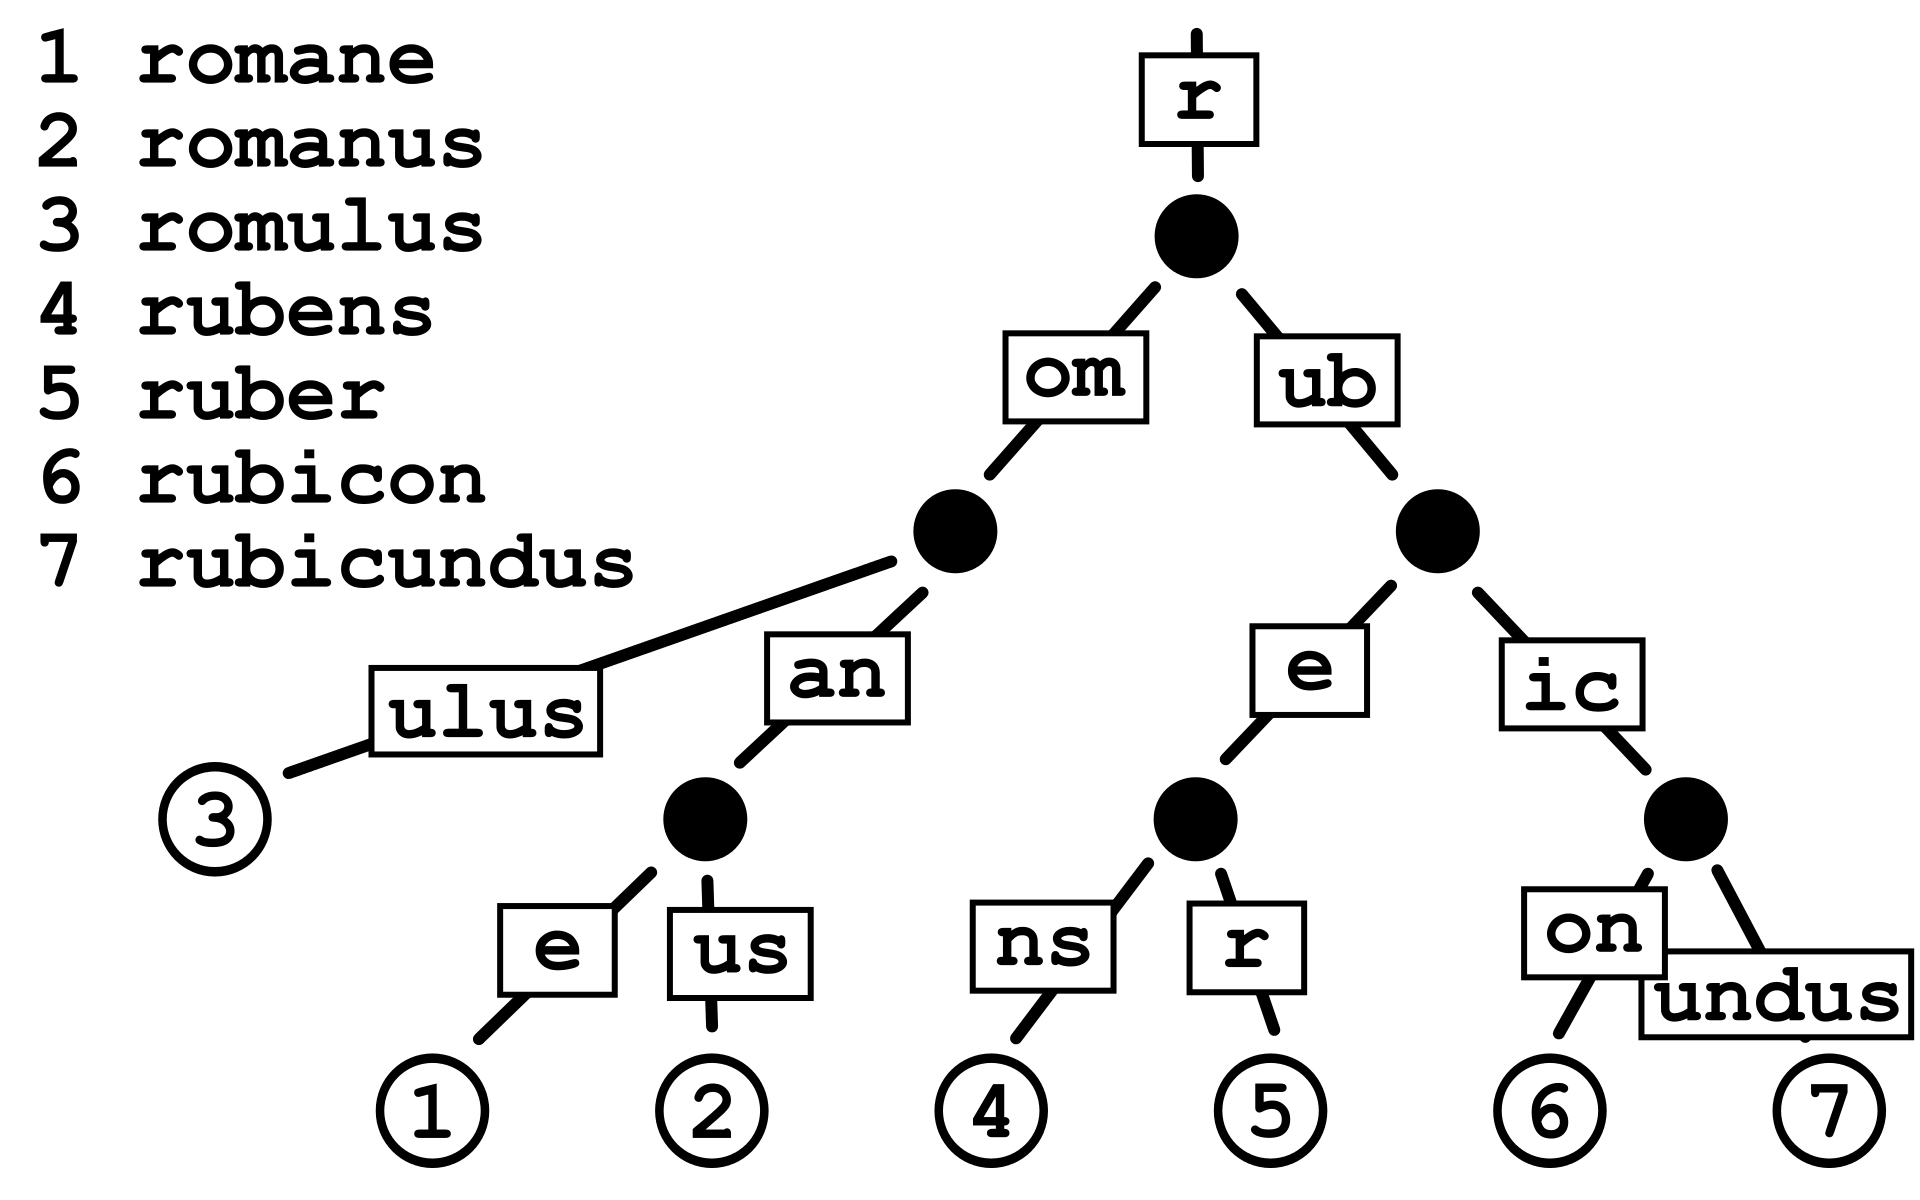 1 romane
2 romanus
3 romulus
4 rubens
5 ruber
6 rubicon
7 rubicundus
r
om ub
ulus an e ic
3
e us ns r on undus
1 2 4 5 6 7